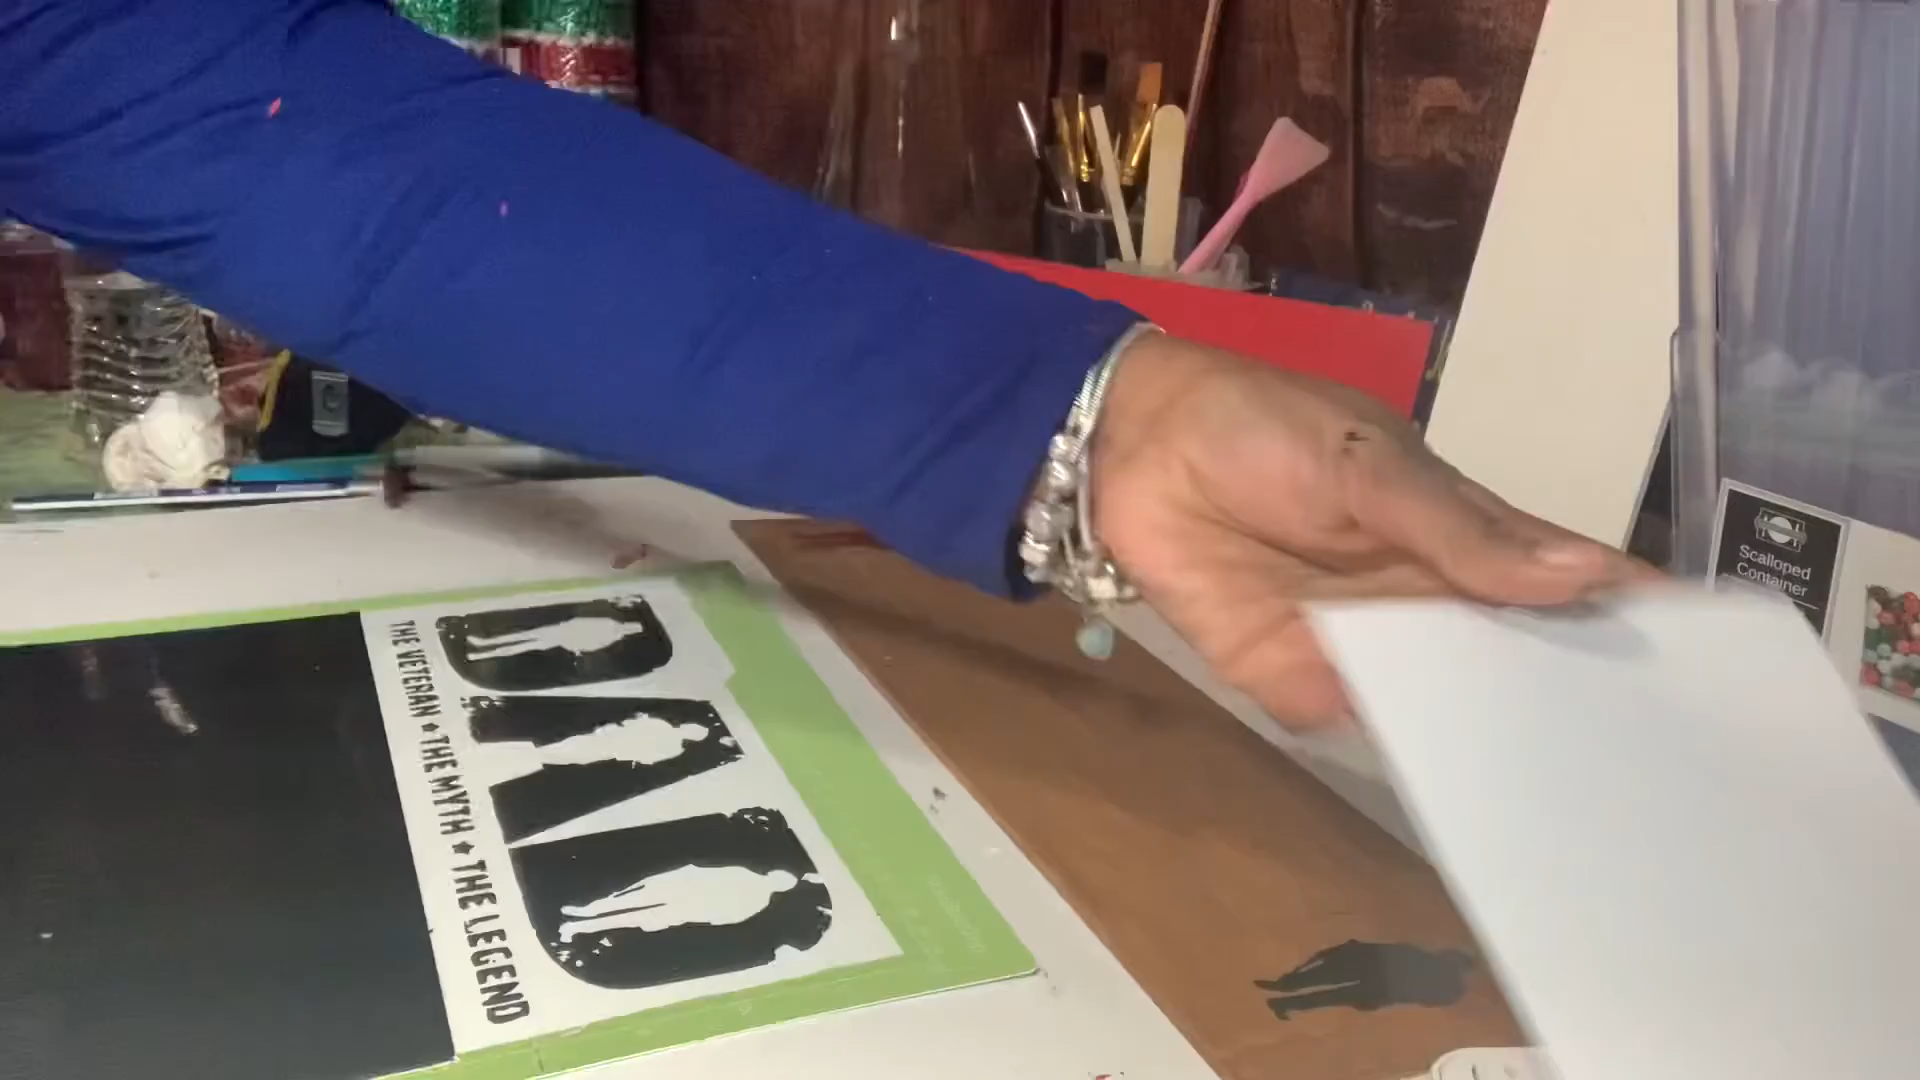 DAD
THE VETERAN ★ THE MYTH ★ THE LEGEND
Scalloped
Container